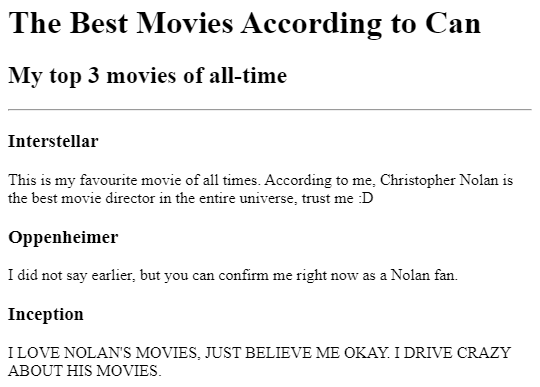 The Best Movies According to Can
My top 3 movies of all-time
Interstellar
This is my favourite movie of all times. According to me, Christopher Nolan is
the best movie director in the entire universe, trust me :D
Oppenheimer
I did not say earlier, but you can confirm me right now as a Nolan fan.
Inception
I LOVE NOLAN'S MOVIES, JUST BELIEVE ME OKAY. I DRIVE CRAZY
ABOUT HIS MOVIES.